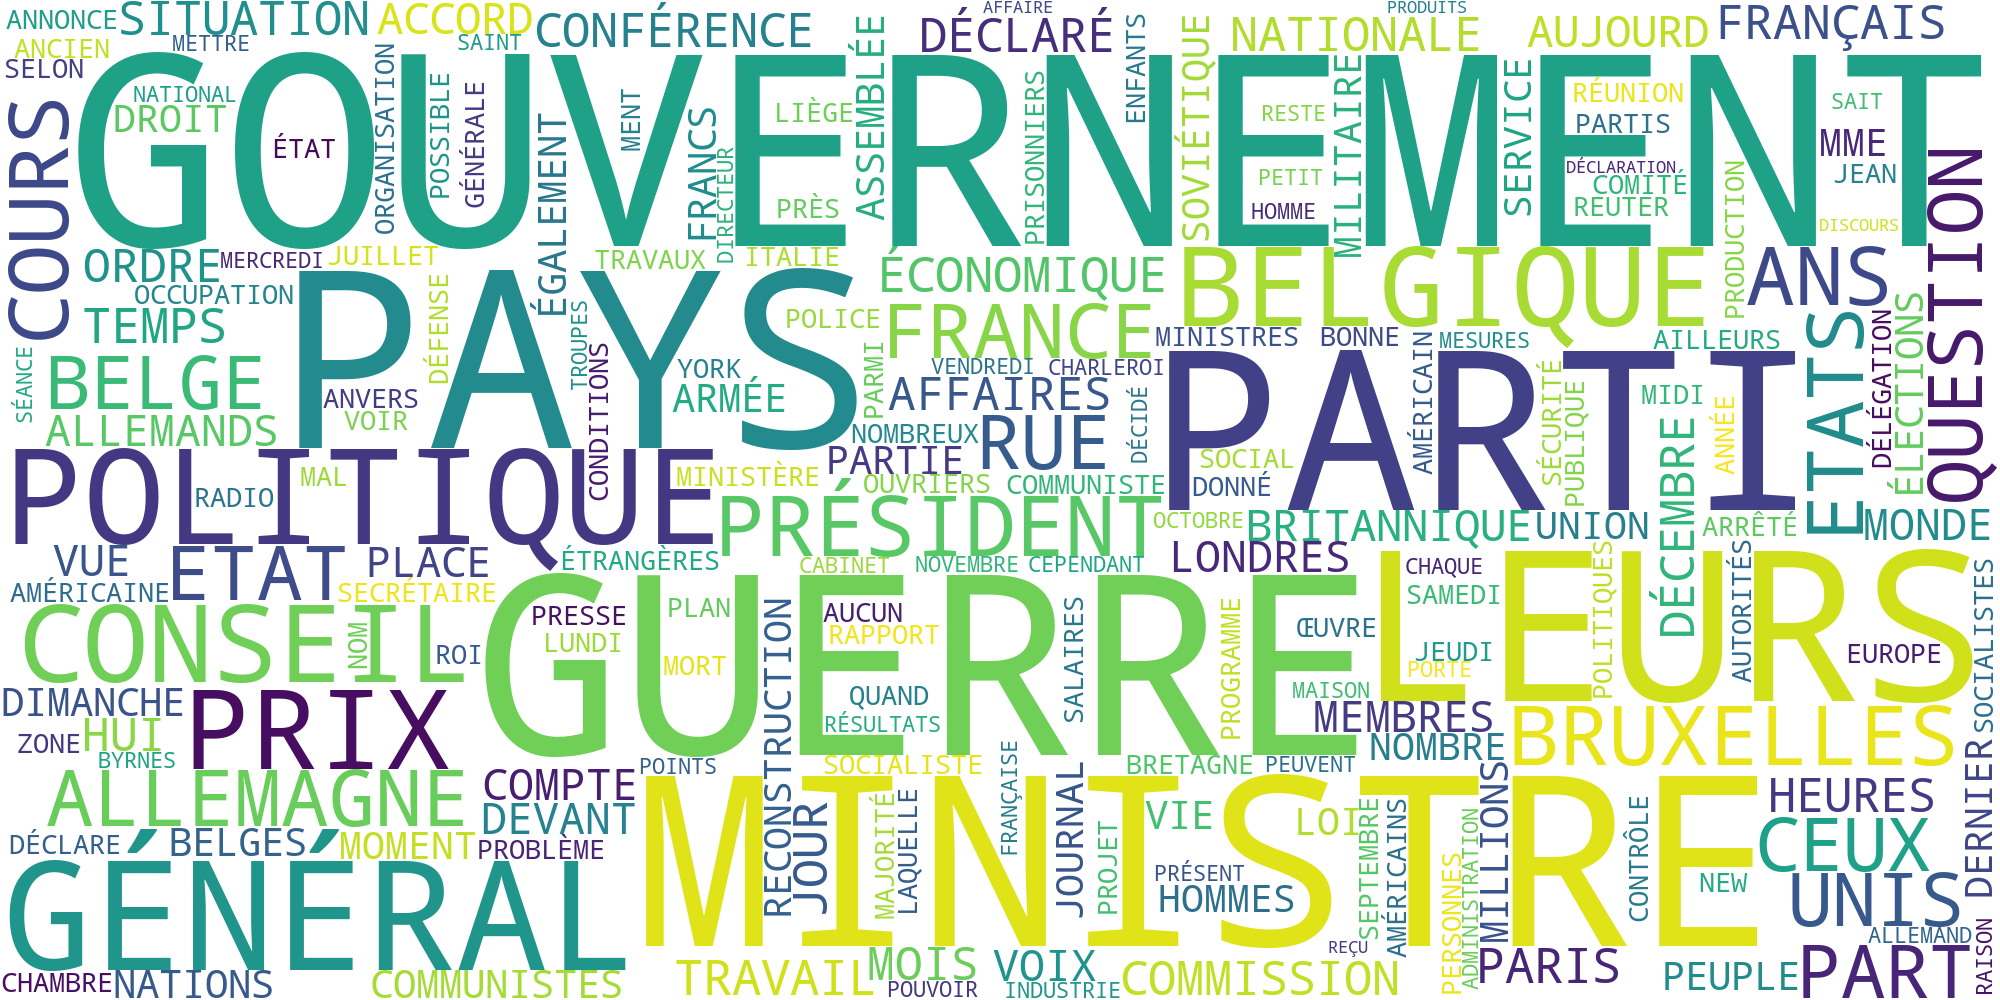 ANNONCE
SITUATION
ACCORD
CONFÉRENCE
AFFAIRE
DÉCLARÉ
NATIONALE
PRODUITS
AUJOURD
FRANÇAIS
ANCIEN
METTRE
SAINT
SELON
COURS
GOUVERNEMENT
NATIONAL
DROIT
ÉTAT
ORGANISATION
POSSIBLE
GÉNÉRALE
ÉGALEMENT
MENT
FRANCS
DIRECTEUR
LIÈGE
PRÈS
ASSEMBLÉE
PRISONNIERS
ENFANTS
SOVIÉTIQUE
RESTE
PETIT
HOMME
MILITAIRE
SERVICE
RÉUNION
PARTIS
DÉCLARATION
COMITÉ
REUTER
PRODUCTION
SAIT
MME
JEAN
DISCOURS
QUESTION
ORDRE
MERCREDI
JUILLET
OCCUPATION
TEMPS
DÉFENSE
PAYS
TRAVAUX
ITALIE
TROUPES
CONDITIONS
POLICE
ÉCONOMIQUE
FRANCE
BELGIQUE
ANS
ETATS
SÉANCE
BELGE
ANVERS
VOIR
ALLEMANDS
YORK
ARMÉE
PARMI
VENDREDI
CHARLEROI
AFFAIRES
NOMBREUX
RUE
DÉCIDÉ
MINISTRES
BONNE
AMÉRICAIN
MESURES
AILLEURS
PARTI
SOCIAL
DONNÉ
SÉCURITÉ
PUBLIQUE
MIDI
ANNÉE
DÉCEMBRE
DÉLÉGATION
ÉLECTIONS
POLITIQUE
RADIO
MAL
MINISTÈRE
PARTIE
OUVRIERS
COMMUNISTE
PRÉSIDENT
OCTOBRE
BRITANNIQUE
UNION
ARRÊTÉ
MONDE
VUE
ETAT
PLACE
ÉTRANGÈRES
CABINET
NOVEMBRE
CEPENDANT
LONDRES
CHAQUE
SAMEDI
AMÉRICAINE
SECRÉTAIRE
CONSEIL
NOM
ROI
PRESSE
LUNDI
PLAN
MORT
GUERRE
AUCUN
RAPPORT
QUAND
RÉSULTATS
SALAIRES
PROGRAMME
ŒUVRE
MAISON
JEUDI
PORTE
LEURS
POLITIQUES
AUTORITÉS
EUROPE
SOCIALISTES
DIMANCHE
ZONE
HUI
BYRNES
PRIX
MEMBRES
NOMBRE
BRUXELLES
ALLEMAGNE
COMPTE
DEVANT
POINTS
RECONSTRUCTION
SOCIALISTE
FRANÇAISE
BRETAGNE
PEUVENT
DÉCLARE
BELGES
MOMENT
PROBLÈME
JOUR
MAJORITÉ
LAQUELLE
JOURNAL
PROJET
VIE
PRÉSENT
HOMMES
LOI
SEPTEMBRE
AMÉRICAINS
PERSONNES
ADMINISTRATION
MILLIONS
CONTRÔLE
NEW
HEURES
CEUX
UNIS
DERNIER
GÉNÉRAL
MINISTRE
ALLEMAND
RAISON
CHAMBRE
NATIONS
COMMUNISTES
TRAVAIL
MOIS
POUVOIR
VOIX
INDUSTRIE
COMMISSION
REÇU
PARIS
PEUPLE
PART